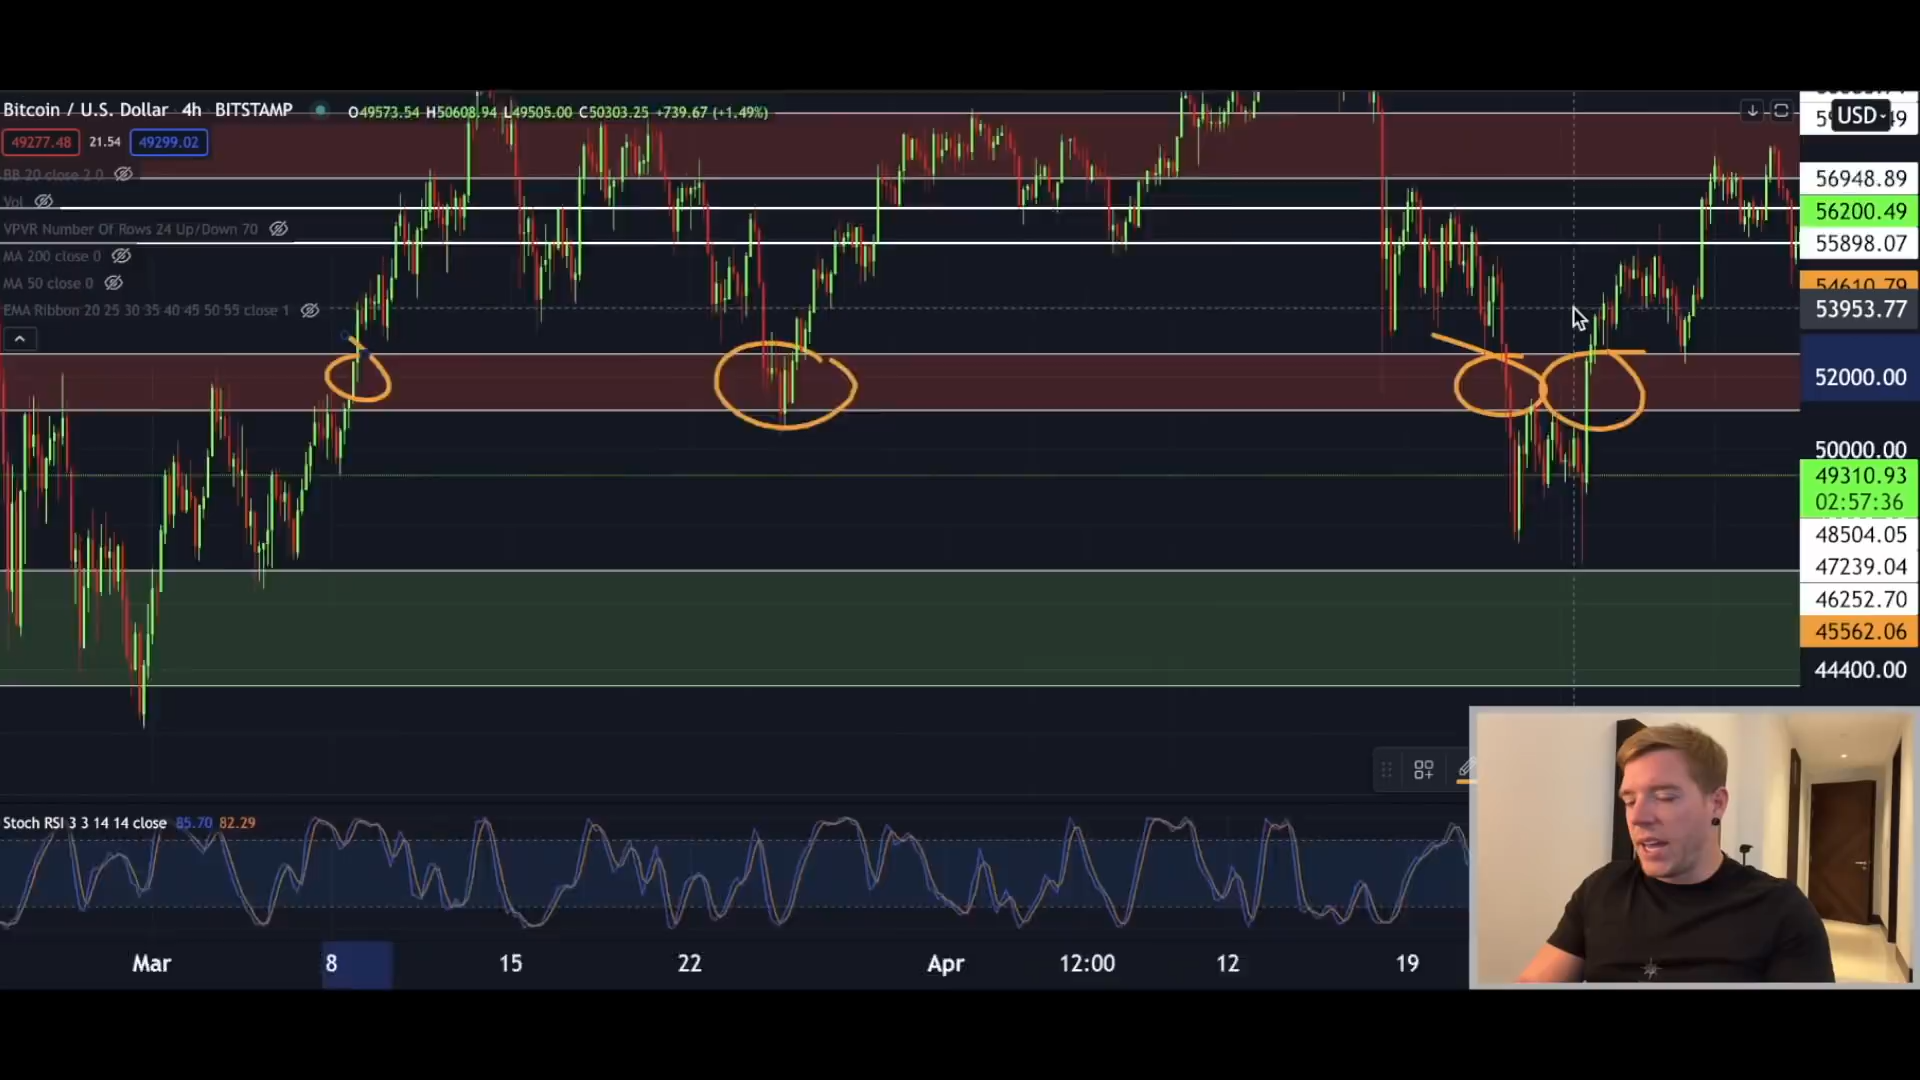 Bitcoin / U.S. Dollar 4h BITSTAMP O49573.54 H50608.94 L49505.00 C50303.25 +739.67 (+1.49%)
USD
49277.48 21.54 49299.02
BB 20 close 2 0
56948.89
Vol
56200.49
VPVR Number Of Rows 24 Up/Down 70
55898.07
MA 200 close 0
MA 50 close 0
54610.79
EMA Ribbon 20 25 30 35 40 45 50 55 close 1
53953.77
52000.00
50000.00
49310.93
02:57:36
48504.05
47239.04
46252.70
45562.06
44400.00
Stoch RSI 3 3 14 14 close 85.70 82.29
Mar 8 15 22 Apr 12:00 12 19